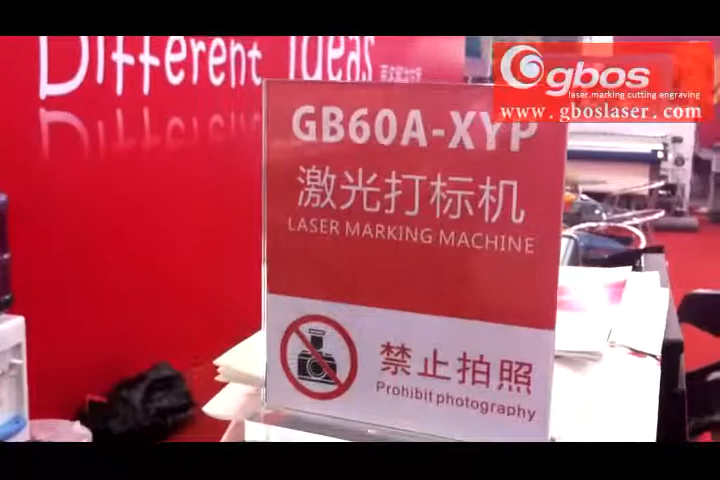 Different Ideas
gbos
laser marking cutting engraving
www.gboslaser.com
GB60A-XYP
激光打标机
LASER MARKING MACHINE
禁止拍照
Prohibit photography